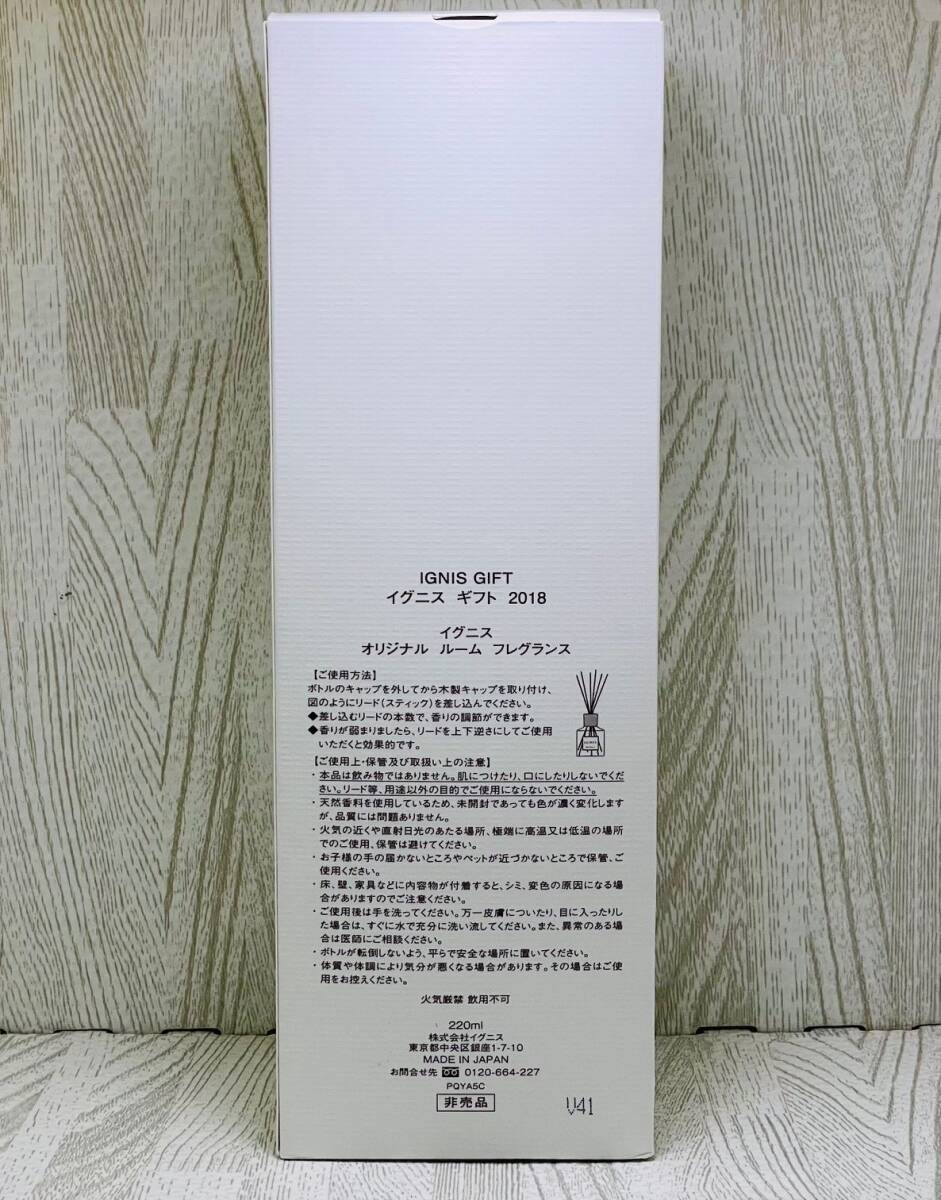 IGNIS GIFT
イグニス ギフト 2018
イグニス
オリジナル ルーム フレグランス
【ご使用方法】
ボトルのキャップを外してから木製キャップを取り付け、
図のようにリード(スティック)を差し込んでください。
◆差し込むリードの本数で、香りの調節ができます。
◆香りが弱まりましたら、リードを上下逆さにしてご使用
いただくと効果的です。
【ご使用上・保管及び取扱い上の注意】
・本品は飲み物ではありません。肌につけたり、口にしたりしないでくだ
さい。リード等、用途以外の目的でご使用にならないでください。
・天然香料を使用しているため、未開封であっても色が濃く変化します
が、品質には問題ありません。
・火気の近くや直射日光のあたる場所、極端に高温又は低温の場所
でのご使用、保管は避けてください。
・お子様の手の届かないところやペットが近づかないところで保管、ご
使用ください。
・床、壁、家具などに内容物が付着すると、シミ、変色の原因になる場
合がありますのでご注意ください。
・ご使用後は手を洗ってください。万一皮膚についたり、目に入ったりし
た場合は、すぐに水で充分に洗い流してください。また、異常のある場
合は医師にご相談ください。
・ボトルが転倒しないよう、平らで安全な場所に置いてください。
・体質や体調により気分が悪くなる場合があります。その場合はご使
用をお控えください。
火気厳禁 飲用不可
220ml
株式会社イグニス
東京都中央区銀座1-7-10
MADE IN JAPAN
お問合せ先 0120-664-227
PQYA5C
非売品
V41